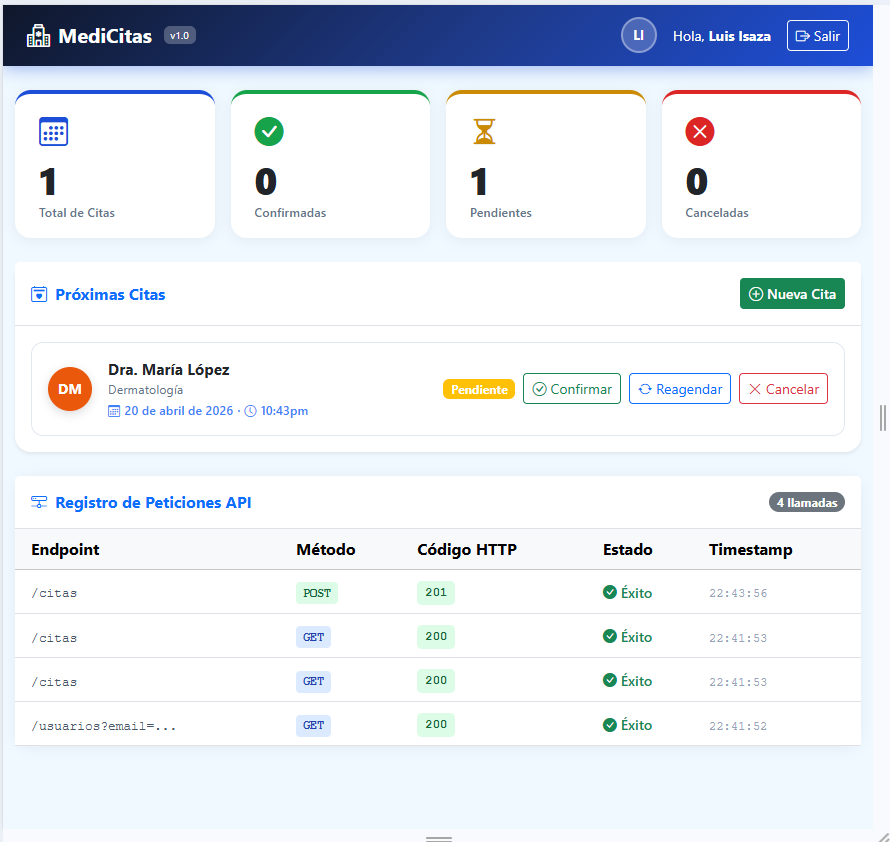 MediCitas v1.0 LI Hola, Luis Isaza Salir
1 0 1 0
Total de Citas Confirmadas Pendientes Canceladas
Próximas Citas Nueva Cita
DM Dra. María López
Dermatología
20 de abril de 2026 · 10:43pm
Pendiente Confirmar Reagendar Cancelar
Registro de Peticiones API 4 llamadas
Endpoint Método Código HTTP Estado Timestamp
/citas POST 201 Éxito 22:43:56
/citas GET 200 Éxito 22:41:53
/citas GET 200 Éxito 22:41:53
/usuarios?email=... GET 200 Éxito 22:41:52